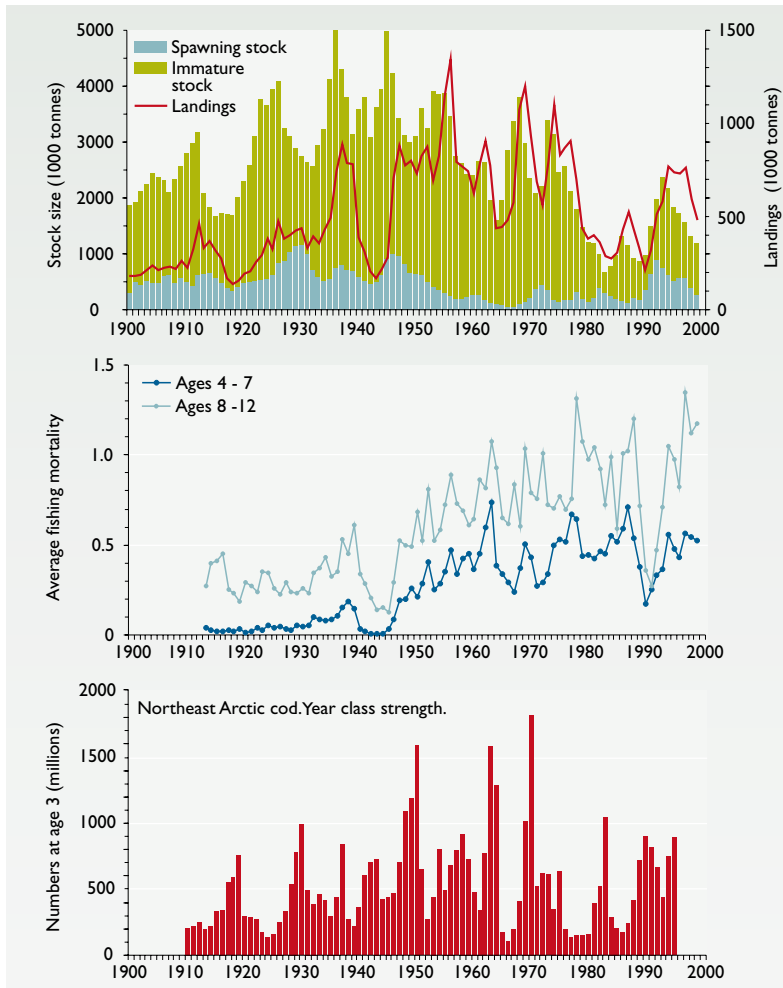 Stock size (1000 tonnes)
5000
4000
3000
2000
1000
0
Spawning stock
Immature
stock
Landings
1500
1000
500
0
Landings (1000 tonnes)
1900 1910 1920 1930 1940 1950 1960 1970 1980 1990 2000
Average fishing mortality
1.5
1.0
0.5
0
Ages 4 - 7
Ages 8 -12
1900 1910 1920 1930 1940 1950 1960 1970 1980 1990 2000
Numbers at age 3 (millions)
2000
1500
1000
500
0
Northeast Arctic cod. Year class strength.
1900 1910 1920 1930 1940 1950 1960 1970 1980 1990 2000